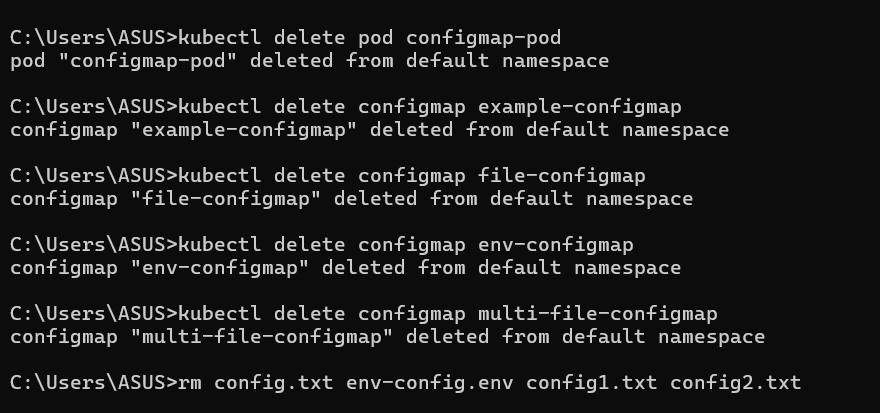 C:\Users\ASUS>kubectl delete pod configmap-pod
pod "configmap-pod" deleted from default namespace
C:\Users\ASUS>kubectl delete configmap example-configmap
configmap "example-configmap" deleted from default namespace
C:\Users\ASUS>kubectl delete configmap file-configmap
configmap "file-configmap" deleted from default namespace
C:\Users\ASUS>kubectl delete configmap env-configmap
configmap "env-configmap" deleted from default namespace
C:\Users\ASUS>kubectl delete configmap multi-file-configmap
configmap "multi-file-configmap" deleted from default namespace
C:\Users\ASUS>rm config.txt env-config.env config1.txt config2.txt